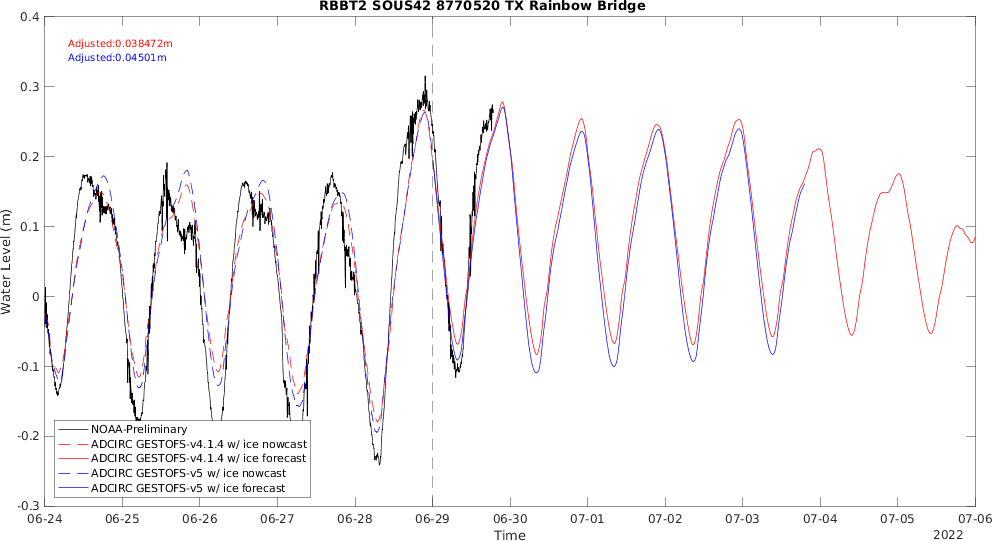 RBBT2 SOUS42 8770520 TX Rainbow Bridge
Adjusted:0.038472m
Adjusted:0.04501m
0.4
0.3
0.2
0.1
0
-0.1
-0.2
-0.3
Water Level (m)
NOAA-Preliminary
ADCIRC GESTOFS-v4.1.4 w/ ice nowcast
ADCIRC GESTOFS-v4.1.4 w/ ice forecast
ADCIRC GESTOFS-v5 w/ ice nowcast
ADCIRC GESTOFS-v5 w/ ice forecast
06-24 06-25 06-26 06-27 06-28 06-29 06-30 07-01 07-02 07-03 07-04 07-05 07-06
Time
2022